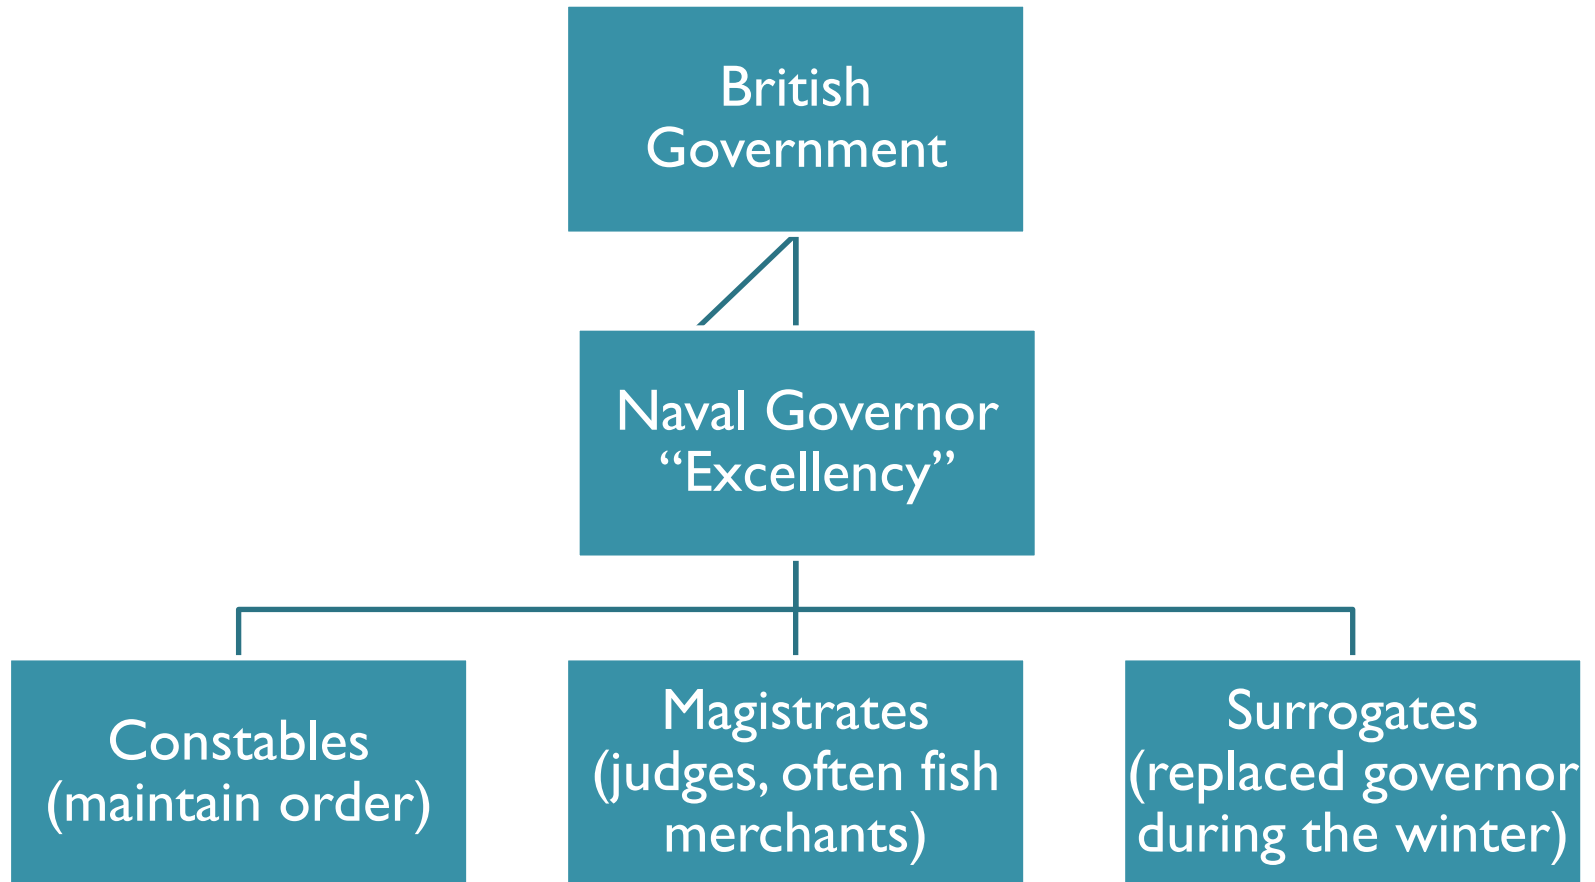 British
Government
Naval Governor
“Excellency”
Constables
(maintain order)
Magistrates
(judges, often fish
merchants)
Surrogates
(replaced governor
during the winter)